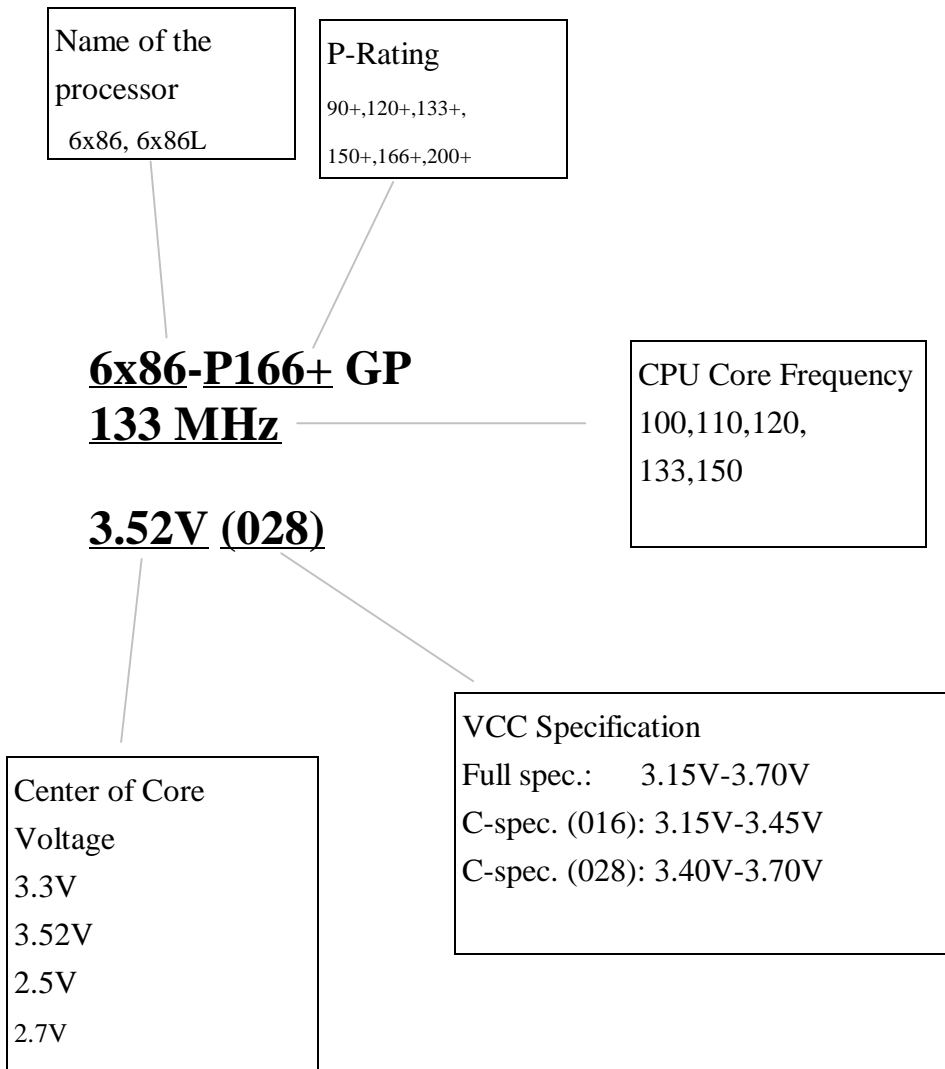 Name of the
processor
6x86, 6x86L
P-Rating
90+,120+,133+,
150+,166+,200+
6x86-P166+ GP
133 MHz
3.52V (028)
CPU Core Frequency
100,110,120,
133,150
Center of Core
Voltage
3.3V
3.52V
2.5V
2.7V
VCC Specification
Full spec.: 3.15V-3.70V
C-spec. (016): 3.15V-3.45V
C-spec. (028): 3.40V-3.70V